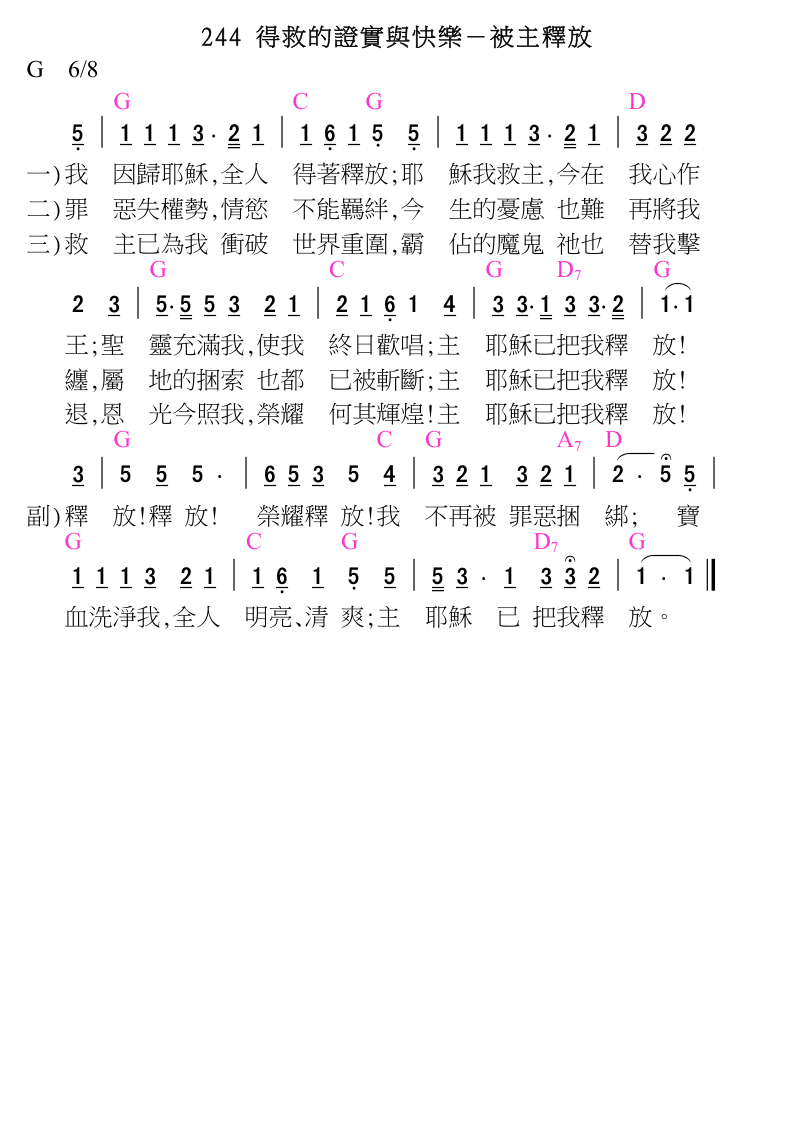 244 得救的證實與快樂－被主釋放
G 6/8
G C G D
5 | 1 1 1 3 · 2 1 | 1 6 1 5 5 | 1 1 1 3 · 2 1 | 3 2 2
一)我 因歸耶穌,全人 得著釋放;耶 穌我救主,今在 我心作
二)罪 惡失權勢,情慾 不能羈絆,今 生的憂慮 也難 再將我
三)救 主已為我 衝破 世界重圍,霸 佔的魔鬼 祂也 替我擊
G C G D7 G
2 3 | 5· 5 5 3 2 1 | 2 1 6 1 4 | 3 3· 1 3 3· 2 | 1· 1
王;聖 靈充滿我,使我 終日歡唱;主 耶穌已把我釋 放!
纏,屬 地的捆索 也都 已被斬斷;主 耶穌已把我釋 放!
退,恩 光今照我,榮耀 何其輝煌!主 耶穌已把我釋 放!
G C G A7 D
3 | 5 5 5 · | 6 5 3 5 4 | 3 2 1 3 2 1 | 2 · 5 5 |
副)釋 放!釋 放! 榮耀釋 放!我 不再被 罪惡捆 綁; 寶
G C G D7 G
1 1 1 3 2 1 | 1 6 1 5 5 | 5 3 · 1 3 3 2 | 1 · 1 ‖
血洗淨我,全人 明亮、清 爽;主 耶穌 已 把我釋 放。